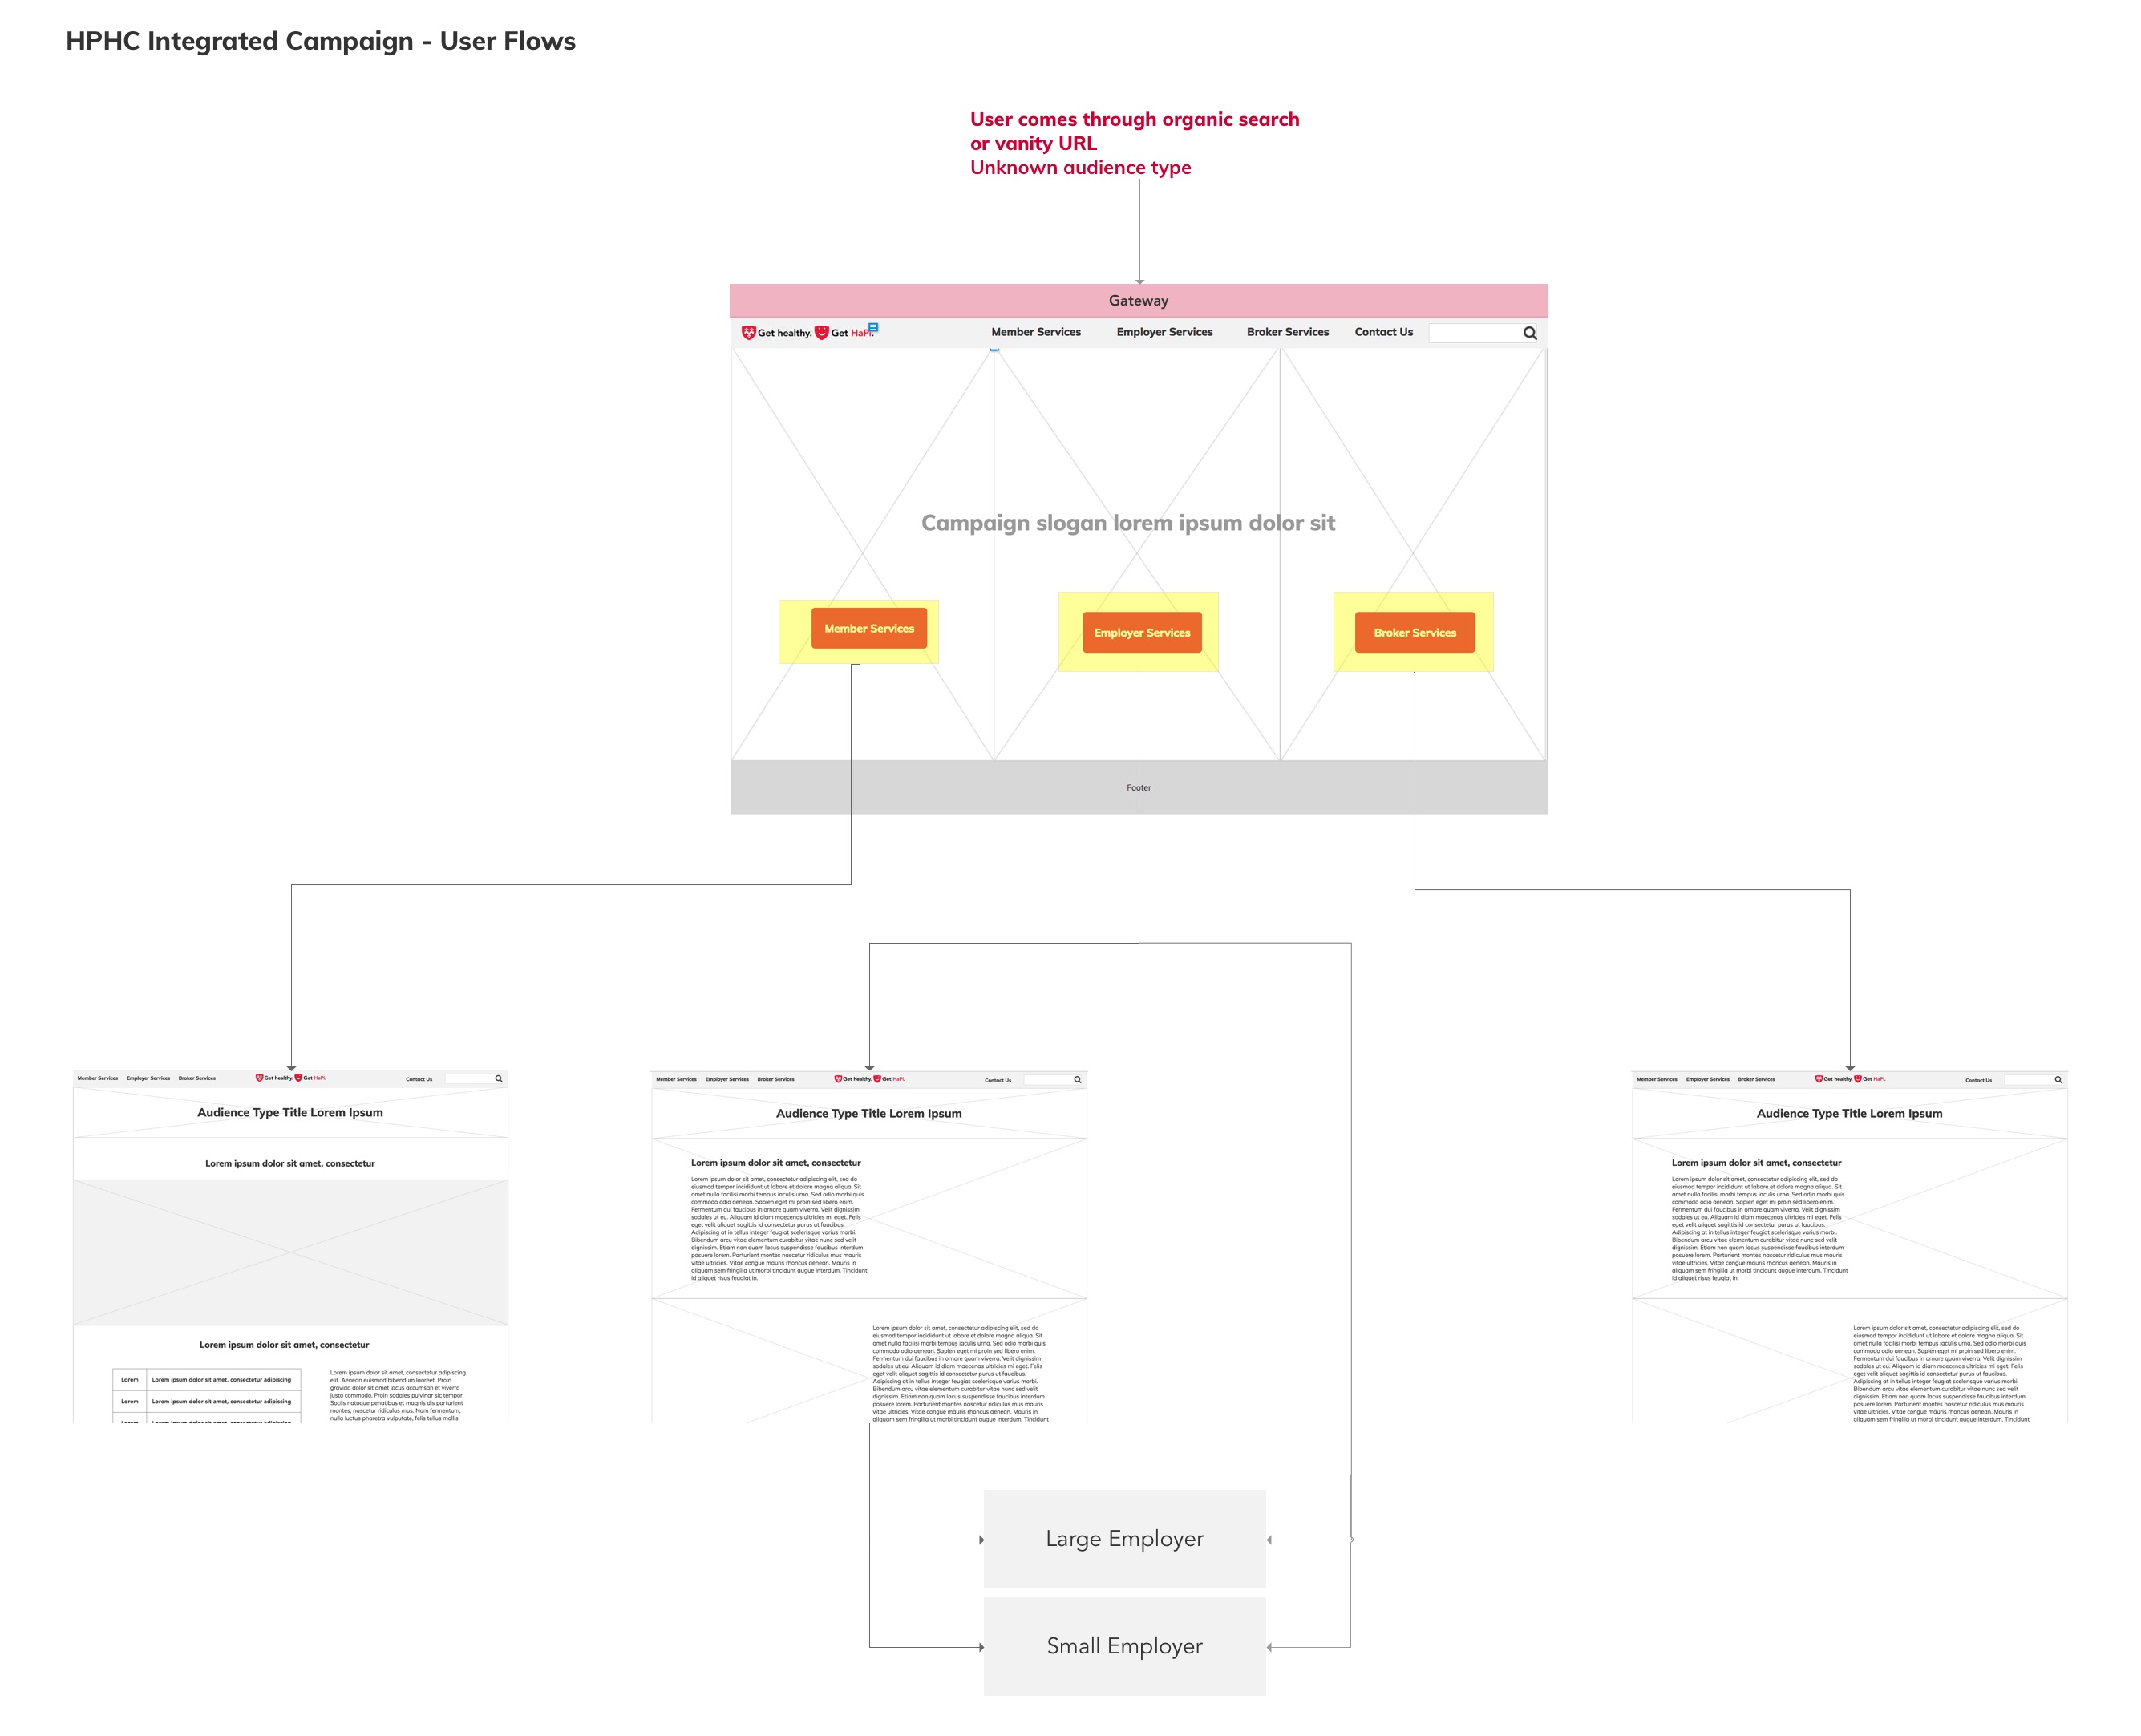 HPHC Integrated Campaign - User Flows
User comes through organic search
or vanity URL
Unknown audience type
Gateway
Get healthy. Get HaPi.
Member Services
Employer Services
Broker Services
Contact Us
Campaign slogan lorem ipsum dolor sit
Member Services
Employer Services
Broker Services
Footer
Member Services
Employer Services
Broker Services
Get healthy. Get HaPi.
Contact Us
Audience Type Title Lorem Ipsum
Lorem ipsum dolor sit amet, consectetur
Lorem ipsum dolor sit amet, consectetur
Lorem
Lorem ipsum dolor sit amet, consectetur adipiscing
Lorem
Lorem ipsum dolor sit amet, consectetur adipiscing
Lorem
Lorem ipsum dolor sit amet, consectetur adipiscing
Lorem ipsum dolor sit amet, consectetur adipiscing
elit. Aenean euismod bibendum laoreet. Proin
gravida dolor sit amet lacus accumsan et viverra
justo commodo. Proin sodales pulvinar sic tempor.
Sociis natoque penatibus et magnis dis parturient
montes, nascetur ridiculus mus. Nam fermentum,
nulla luctus pharetra vulputate, felis tellus mollis
Member Services
Employer Services
Broker Services
Get healthy. Get HaPi.
Contact Us
Audience Type Title Lorem Ipsum
Lorem ipsum dolor sit amet, consectetur
Lorem ipsum dolor sit amet, consectetur adipiscing elit, sed do
eiusmod tempor incididunt ut labore et dolore magna aliqua. Sit
amet nulla facilisi morbi tempus iaculis urna. Sed odio morbi quis
commodo odio aenean. Sapien eget mi proin sed libero enim.
Fermentum dui faucibus in ornare quam viverra. Velit dignissim
sodales ut eu. Aliquam id diam maecenas ultricies mi eget. Felis
eget velit aliquet sagittis id consectetur purus ut faucibus.
Adipiscing at in tellus integer feugiat scelerisque varius morbi.
Bibendum arcu vitae elementum curabitur vitae nunc sed velit
dignissim. Etiam non quam lacus suspendisse faucibus interdum
posuere lorem. Parturient montes nascetur ridiculus mus mauris
vitae ultricies. Vitae congue mauris rhoncus aenean. Mauris in
aliquam sem fringilla ut morbi tincidunt augue interdum. Tincidunt
id aliquet risus feugiat in.
Lorem ipsum dolor sit amet, consectetur adipiscing elit, sed do
eiusmod tempor incididunt ut labore et dolore magna aliqua. Sit
amet nulla facilisi morbi tempus iaculis urna. Sed odio morbi quis
commodo odio aenean. Sapien eget mi proin sed libero enim.
Fermentum dui faucibus in ornare quam viverra. Velit dignissim
sodales ut eu. Aliquam id diam maecenas ultricies mi eget. Felis
eget velit aliquet sagittis id consectetur purus ut faucibus.
Adipiscing at in tellus integer feugiat scelerisque varius morbi.
Bibendum arcu vitae elementum curabitur vitae nunc sed velit
dignissim. Etiam non quam lacus suspendisse faucibus interdum
posuere lorem. Parturient montes nascetur ridiculus mus mauris
vitae ultricies. Vitae congue mauris rhoncus aenean. Mauris in
aliquam sem fringilla ut morbi tincidunt augue interdum. Tincidunt
Member Services
Employer Services
Broker Services
Get healthy. Get HaPi.
Contact Us
Audience Type Title Lorem Ipsum
Lorem ipsum dolor sit amet, consectetur
Lorem ipsum dolor sit amet, consectetur adipiscing elit, sed do
eiusmod tempor incididunt ut labore et dolore magna aliqua. Sit
amet nulla facilisi morbi tempus iaculis urna. Sed odio morbi quis
commodo odio aenean. Sapien eget mi proin sed libero enim.
Fermentum dui faucibus in ornare quam viverra. Velit dignissim
sodales ut eu. Aliquam id diam maecenas ultricies mi eget. Felis
eget velit aliquet sagittis id consectetur purus ut faucibus.
Adipiscing at in tellus integer feugiat scelerisque varius morbi.
Bibendum arcu vitae elementum curabitur vitae nunc sed velit
dignissim. Etiam non quam lacus suspendisse faucibus interdum
posuere lorem. Parturient montes nascetur ridiculus mus mauris
vitae ultricies. Vitae congue mauris rhoncus aenean. Mauris in
aliquam sem fringilla ut morbi tincidunt augue interdum. Tincidunt
id aliquet risus feugiat in.
Lorem ipsum dolor sit amet, consectetur adipiscing elit, sed do
eiusmod tempor incididunt ut labore et dolore magna aliqua. Sit
amet nulla facilisi morbi tempus iaculis urna. Sed odio morbi quis
commodo odio aenean. Sapien eget mi proin sed libero enim.
Fermentum dui faucibus in ornare quam viverra. Velit dignissim
sodales ut eu. Aliquam id diam maecenas ultricies mi eget. Felis
eget velit aliquet sagittis id consectetur purus ut faucibus.
Adipiscing at in tellus integer feugiat scelerisque varius morbi.
Bibendum arcu vitae elementum curabitur vitae nunc sed velit
dignissim. Etiam non quam lacus suspendisse faucibus interdum
posuere lorem. Parturient montes nascetur ridiculus mus mauris
vitae ultricies. Vitae congue mauris rhoncus aenean. Mauris in
aliquam sem fringilla ut morbi tincidunt augue interdum. Tincidunt
Large Employer
Small Employer